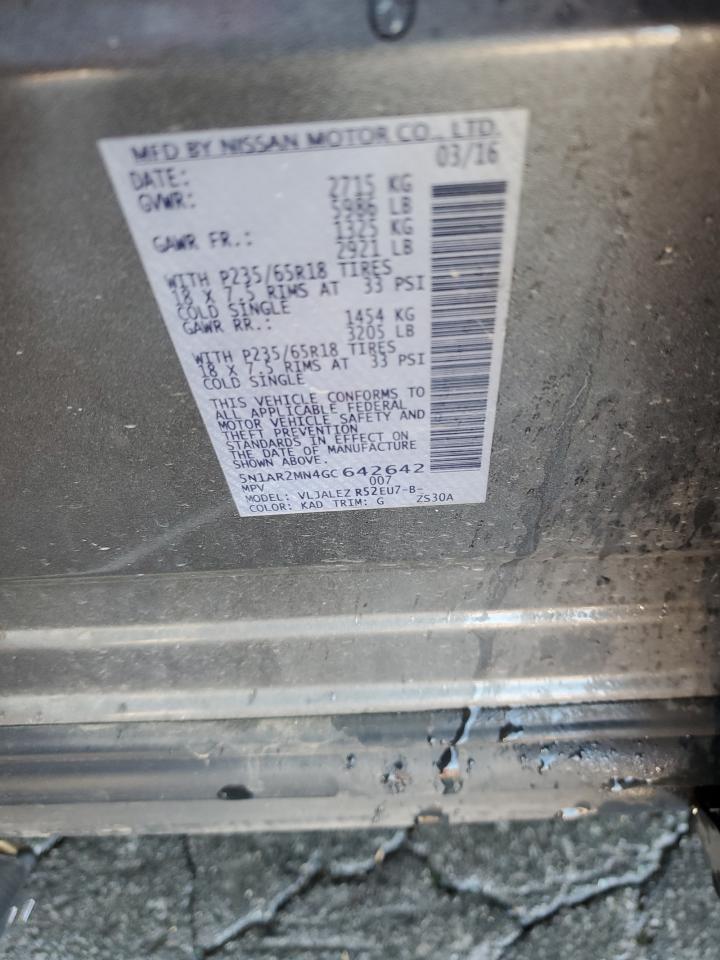 MFD BY NISSAN MOTOR CO., LTD.
DATE: 03/16
GVWR: 2715 KG
5986 LB
GAWR FR.: 1325 KG
2921 LB
WITH P235/65R18 TIRES
18 X 7.5 RIMS AT 33 PSI
COLD SINGLE
GAWR RR.: 1454 KG
3205 LB
WITH P235/65R18 TIRES
18 X 7.5 RIMS AT 33 PSI
COLD SINGLE
THIS VEHICLE CONFORMS TO
ALL APPLICABLE FEDERAL
MOTOR VEHICLE SAFETY AND
THEFT PREVENTION
STANDARDS IN EFFECT ON
THE DATE OF MANUFACTURE
SHOWN ABOVE.
5N1AR2MN4GC642642
MPV 007
MODEL: VLJALEZ R52EU7-B-
COLOR: KAD TRIM: G ZS30A